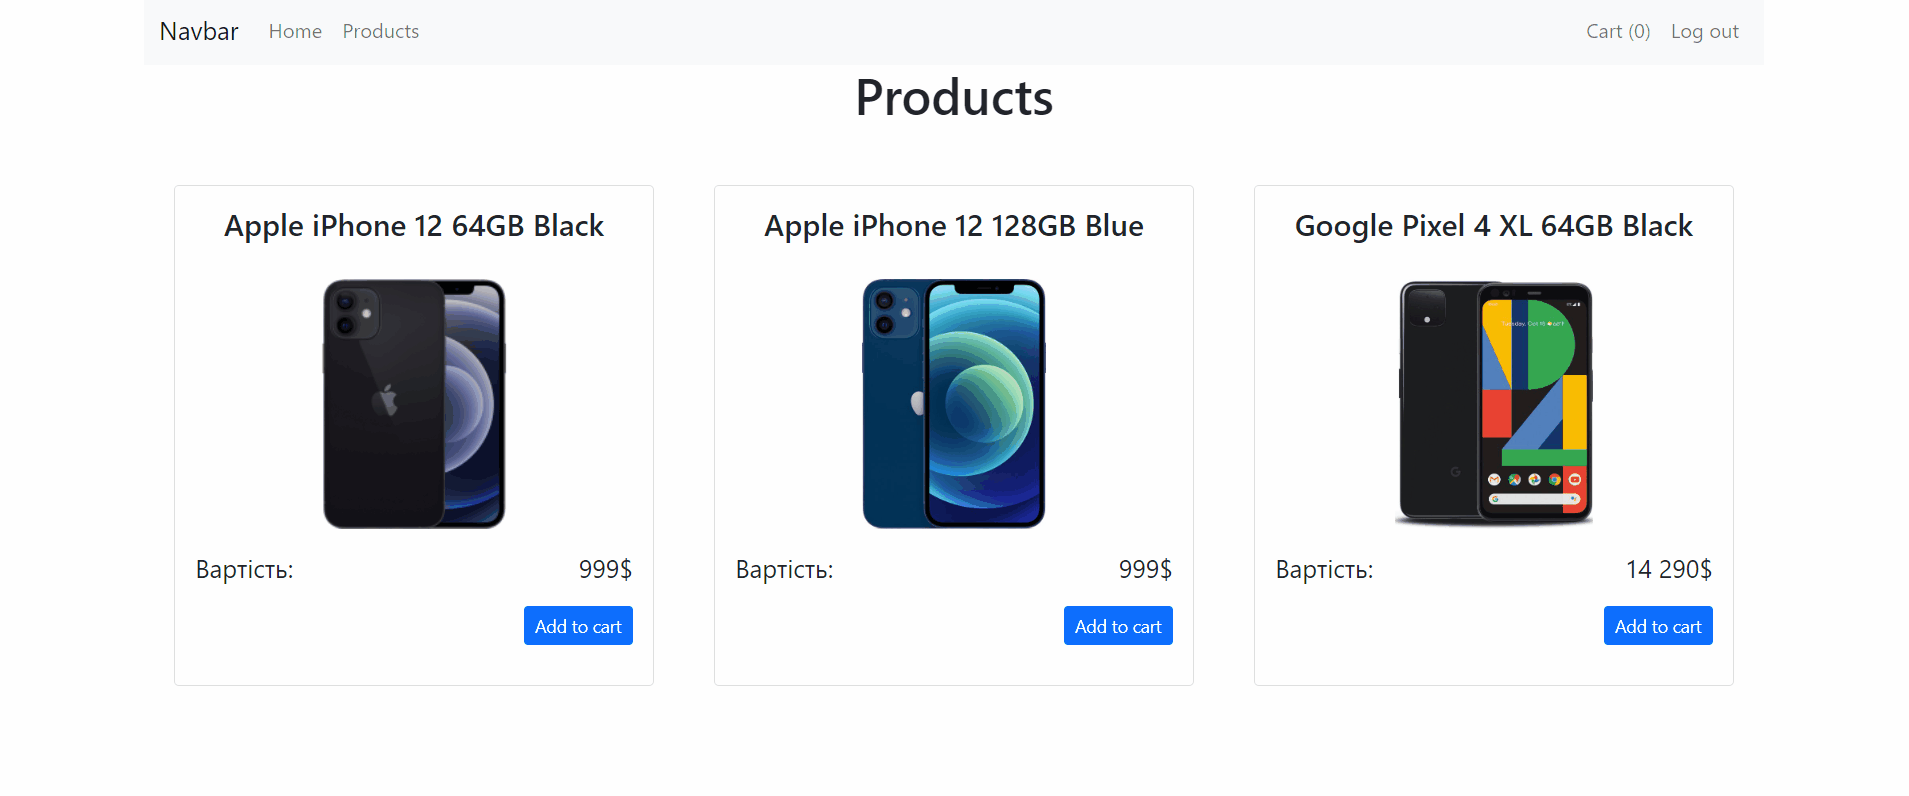 Navbar Home Products Cart (0) Log out
Products
Apple iPhone 12 64GB Black
Вартість: 999$
Add to cart
Apple iPhone 12 128GB Blue
Вартість: 999$
Add to cart
Google Pixel 4 XL 64GB Black
Вартість: 14 290$
Add to cart